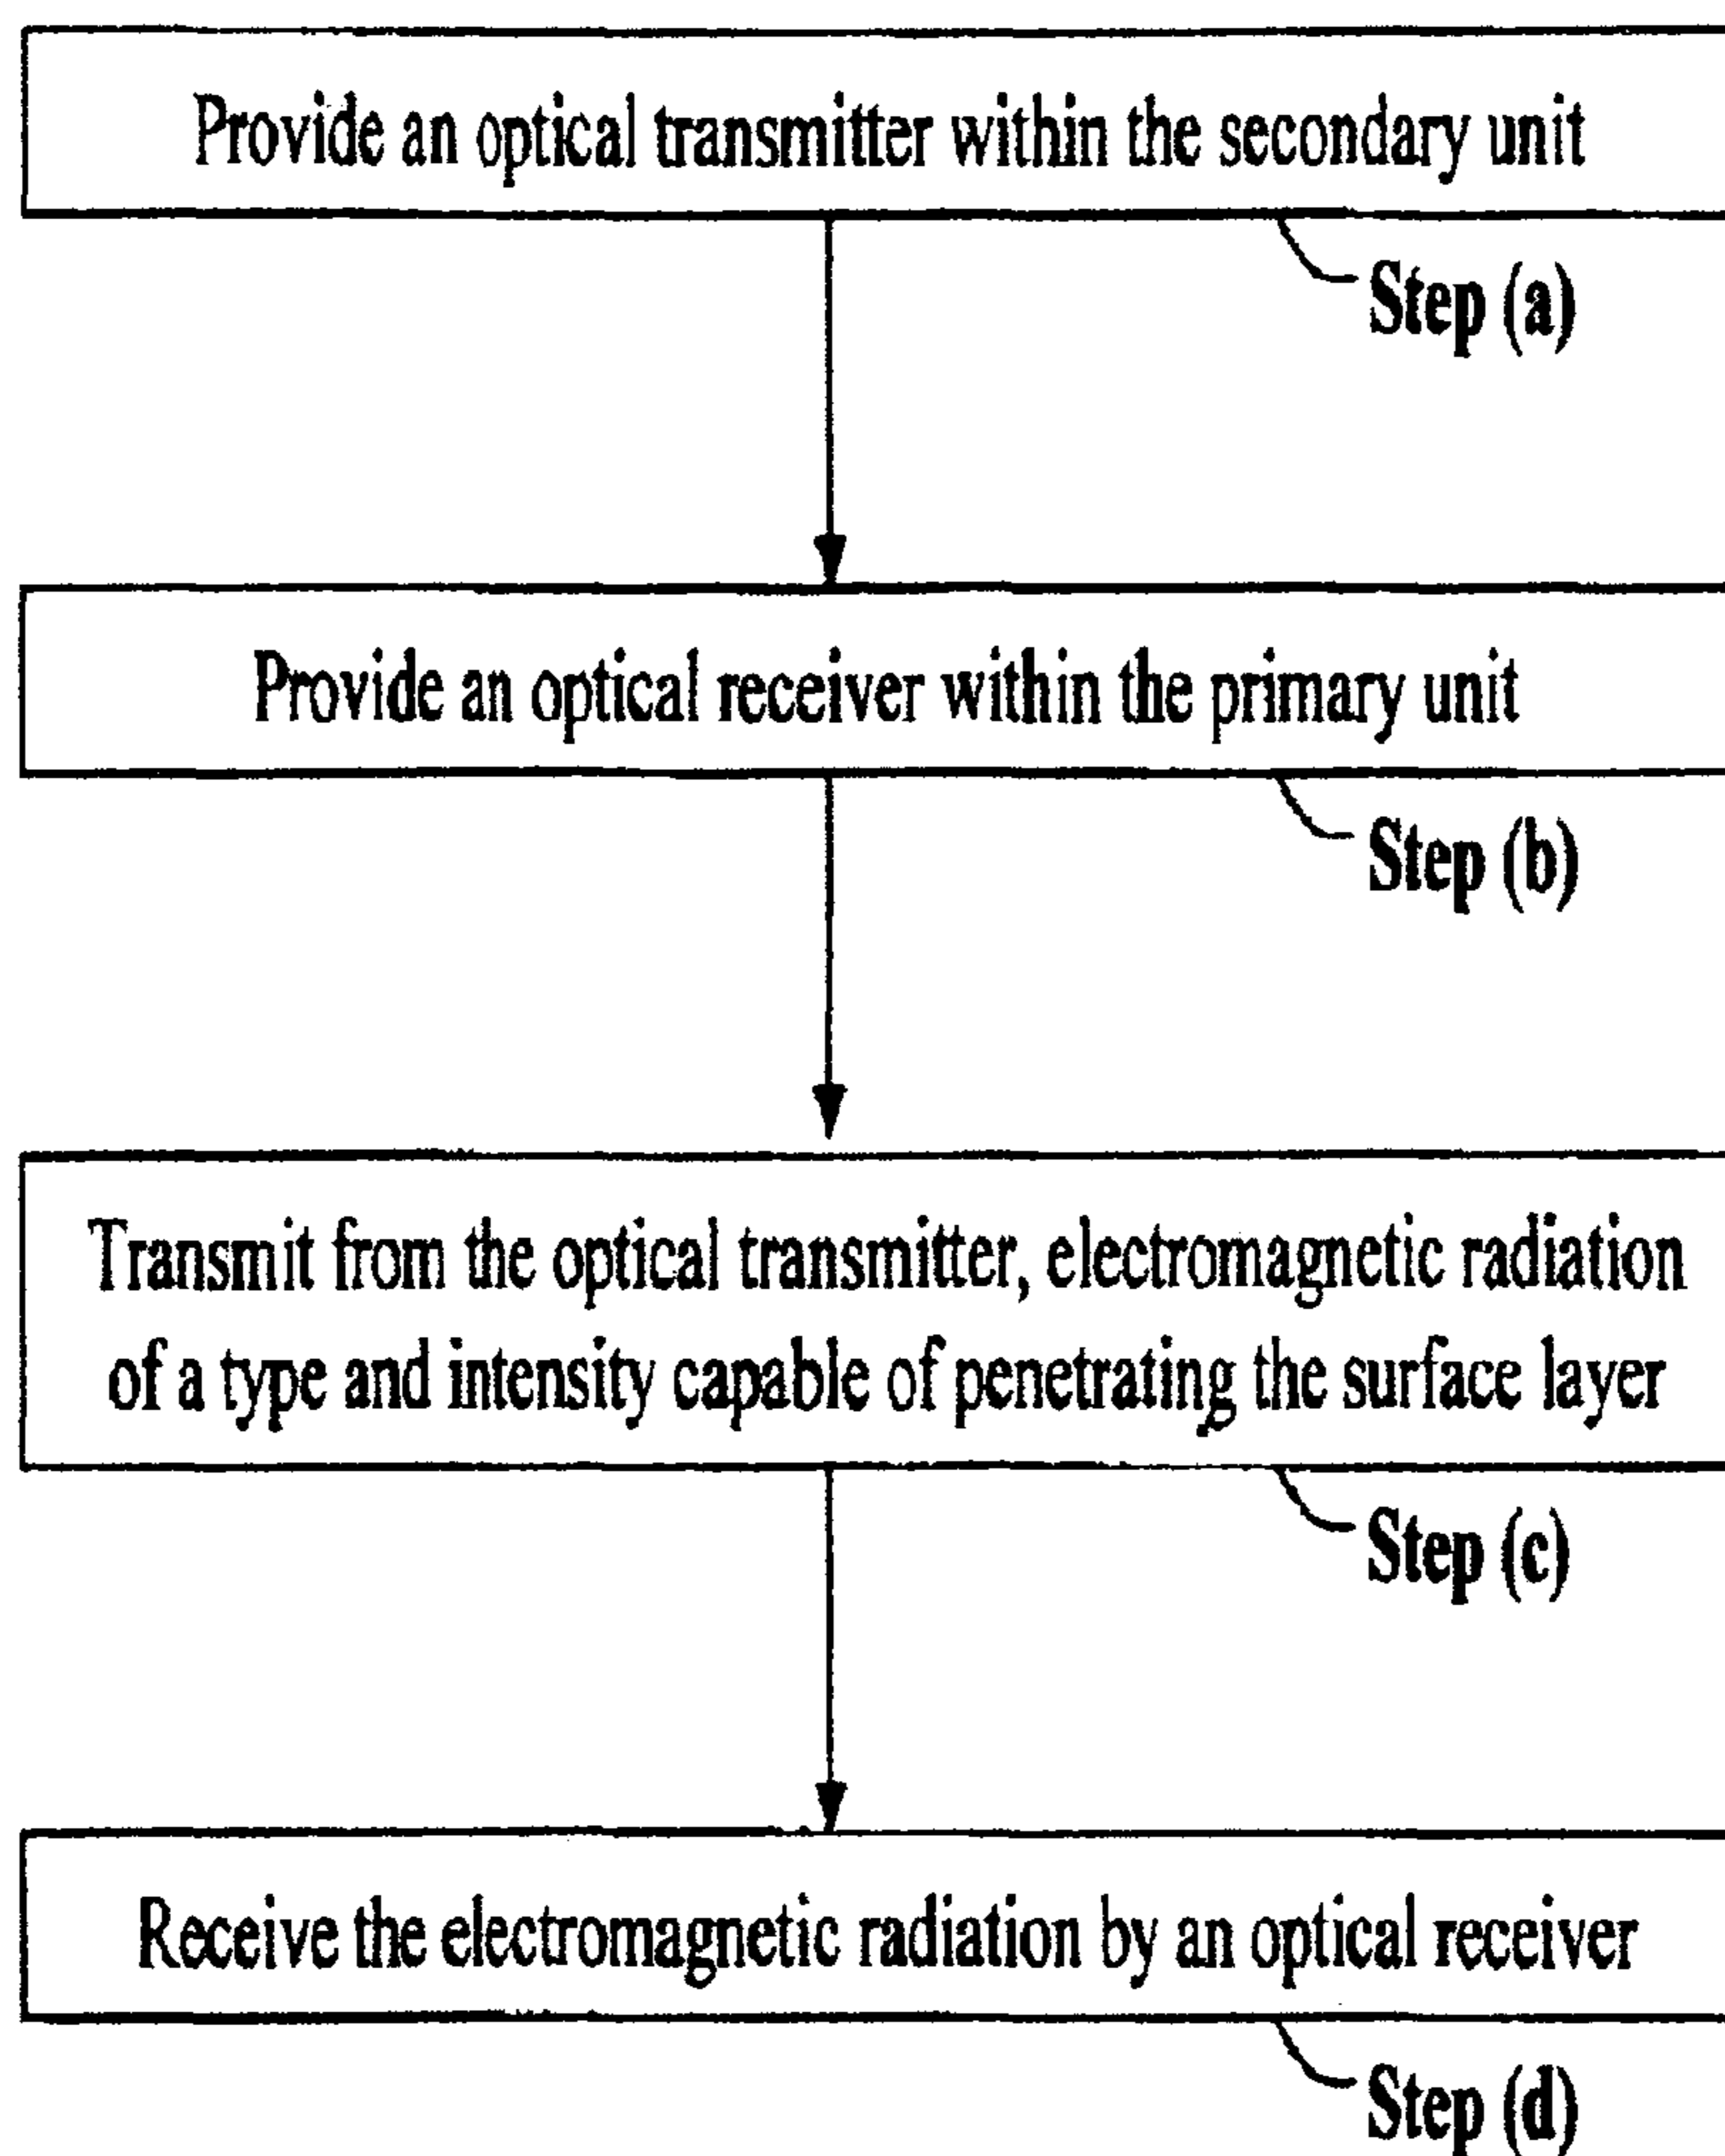 Provide an optical transmitter within the secondary unit
Step (a)
Provide an optical receiver within the primary unit
Step (b)
Transmit from the optical transmitter, electromagnetic radiation
of a type and intensity capable of penetrating the surface layer
Step (c)
Receive the electromagnetic radiation by an optical receiver
Step (d)